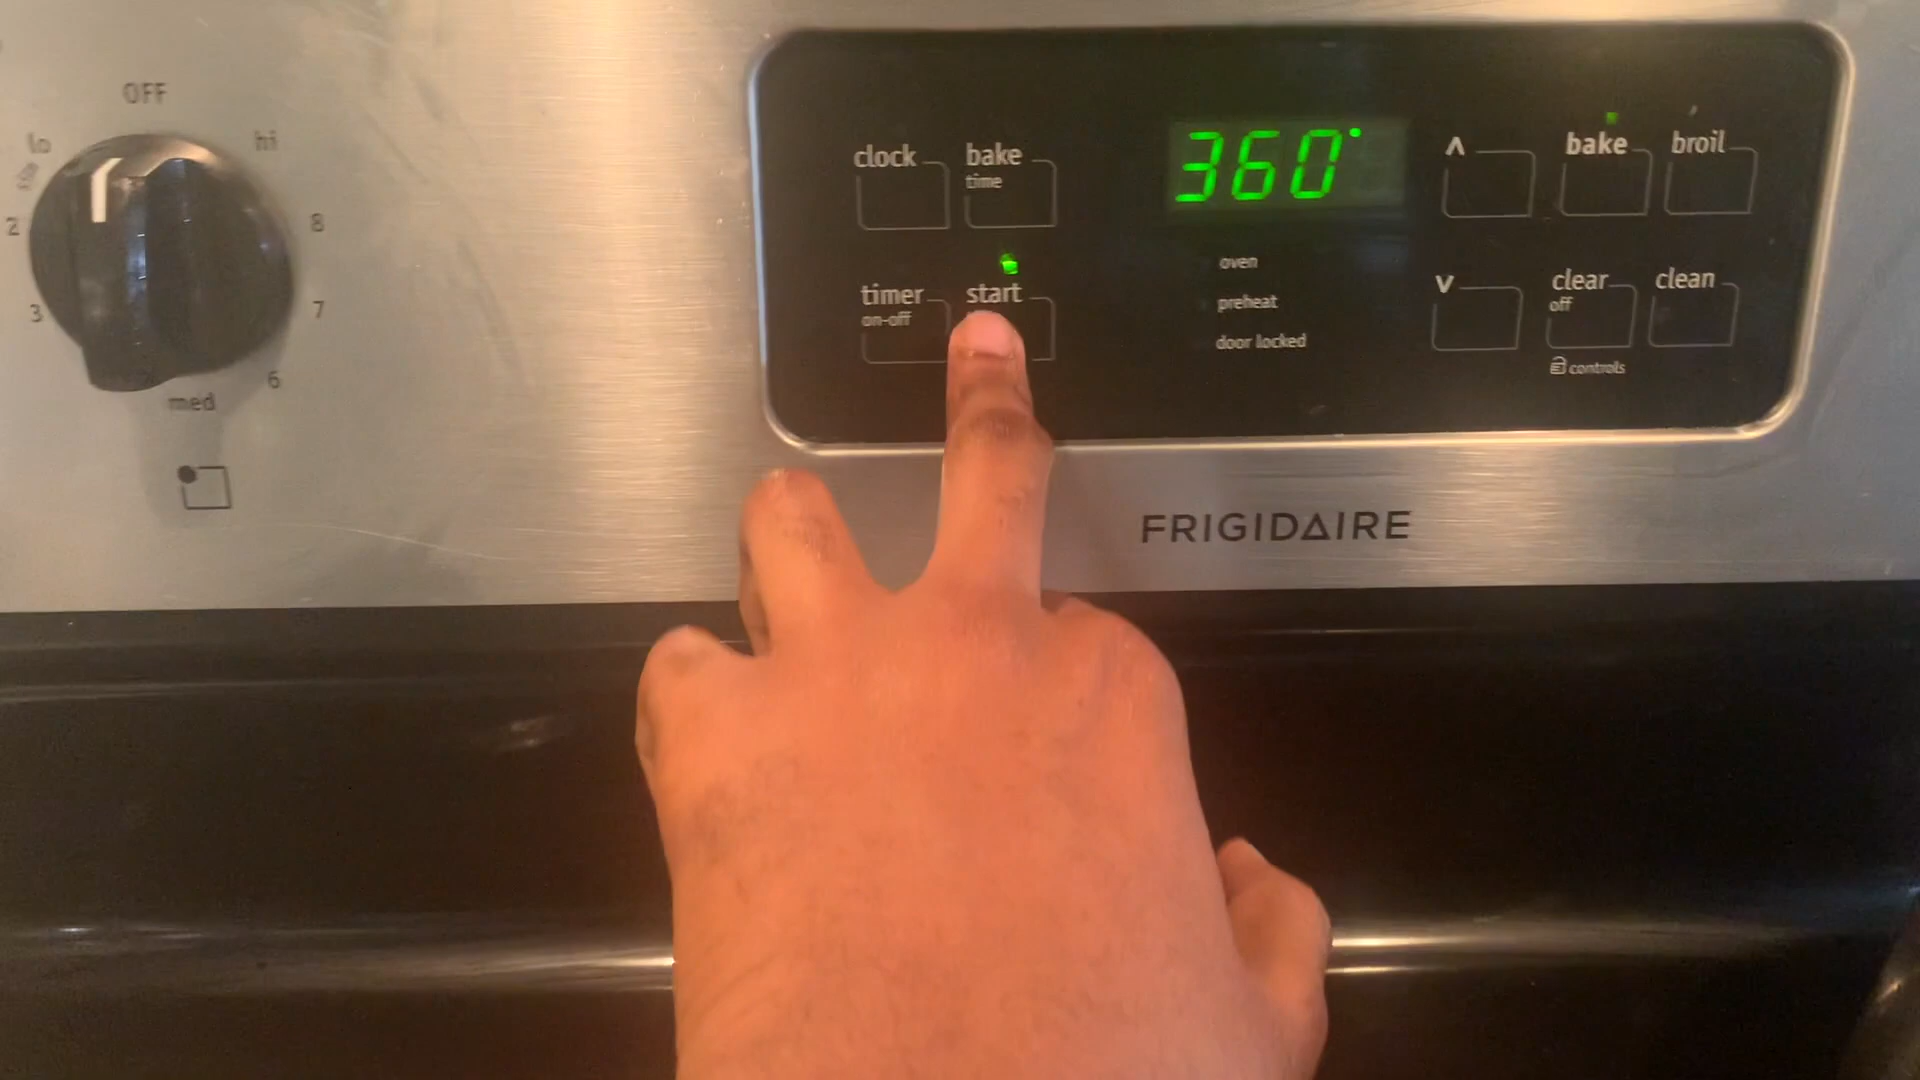 OFF
lo
hi
2
8
3
7
6
med
clock
bake
time
360°
^
bake
broil
timer
on-off
start
oven
preheat
door locked
v
clear
off
clean
controls
FRIGIDAIRE